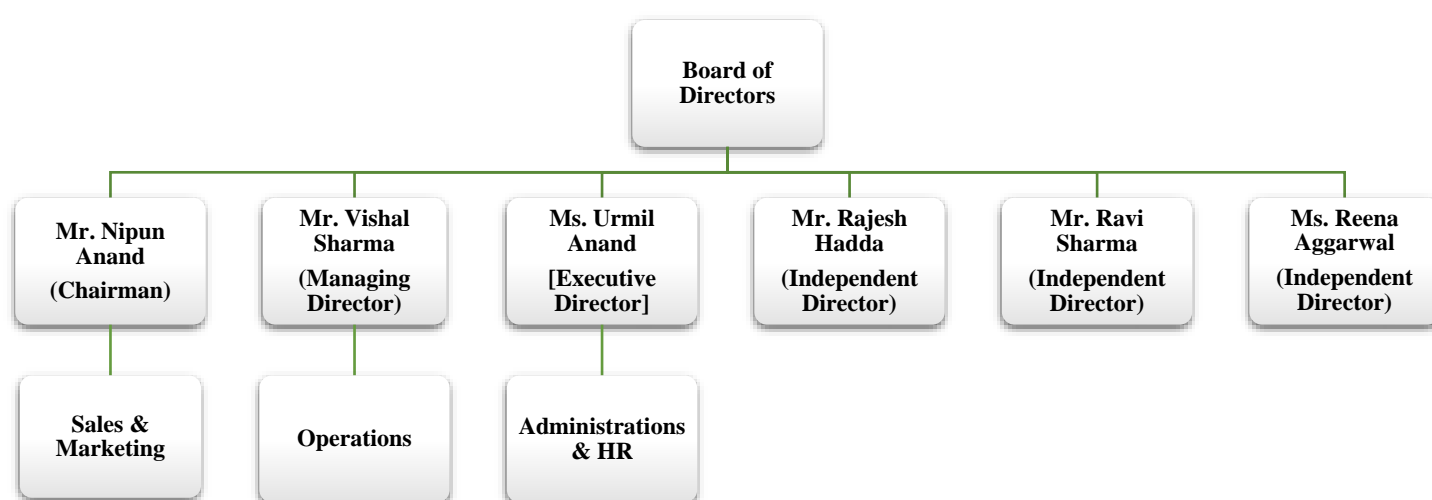 Board of
Directors
Mr. Nipun
Anand
(Chairman)
Mr. Vishal
Sharma
(Managing
Director)
Ms. Urmil
Anand
[Executive
Director]
Mr. Rajesh
Hadda
(Independent
Director)
Mr. Ravi
Sharma
(Independent
Director)
Ms. Reena
Aggarwal
(Independent
Director)
Sales &
Marketing
Operations
Administrations
& HR